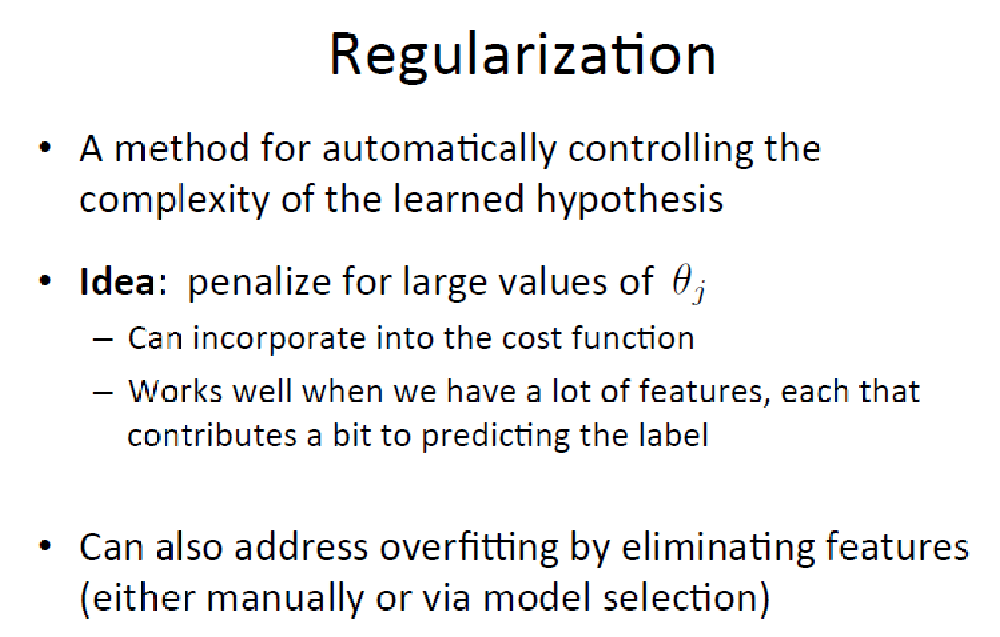 Regularization
• A method for automatically controlling the
complexity of the learned hypothesis
• Idea: penalize for large values of θj
– Can incorporate into the cost function
– Works well when we have a lot of features, each that
contributes a bit to predicting the label
• Can also address overfitting by eliminating features
(either manually or via model selection)